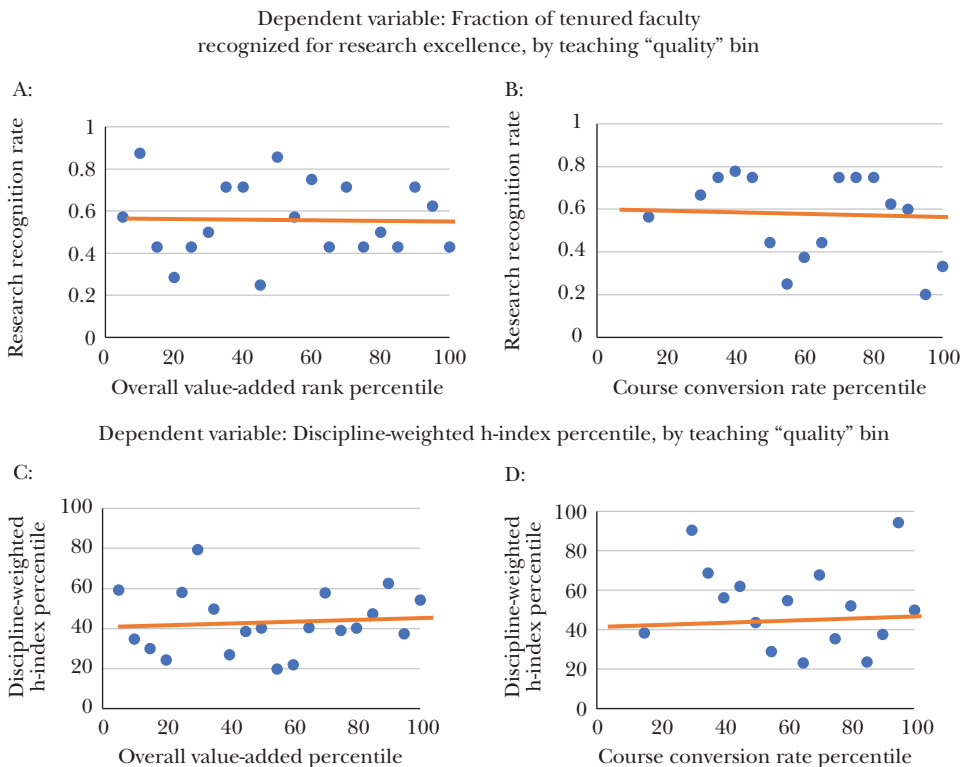 Dependent variable: Fraction of tenured faculty
recognized for research excellence, by teaching “quality” bin
A:
Research recognition rate
1
0.8
0.6
0.4
0.2
0
0 20 40 60 80 100
Overall value-added rank percentile
B:
Research recognition rate
1
0.8
0.6
0.4
0.2
0
0 20 40 60 80 100
Course conversion rate percentile
Dependent variable: Discipline-weighted h-index percentile, by teaching “quality” bin
C:
Discipline-weighted
h-index percentile
100
80
60
40
20
0
0 20 40 60 80 100
Overall value-added percentile
D:
Discipline-weighted
h-index percentile
100
80
60
40
20
0
0 20 40 60 80 100
Course conversion rate percentile